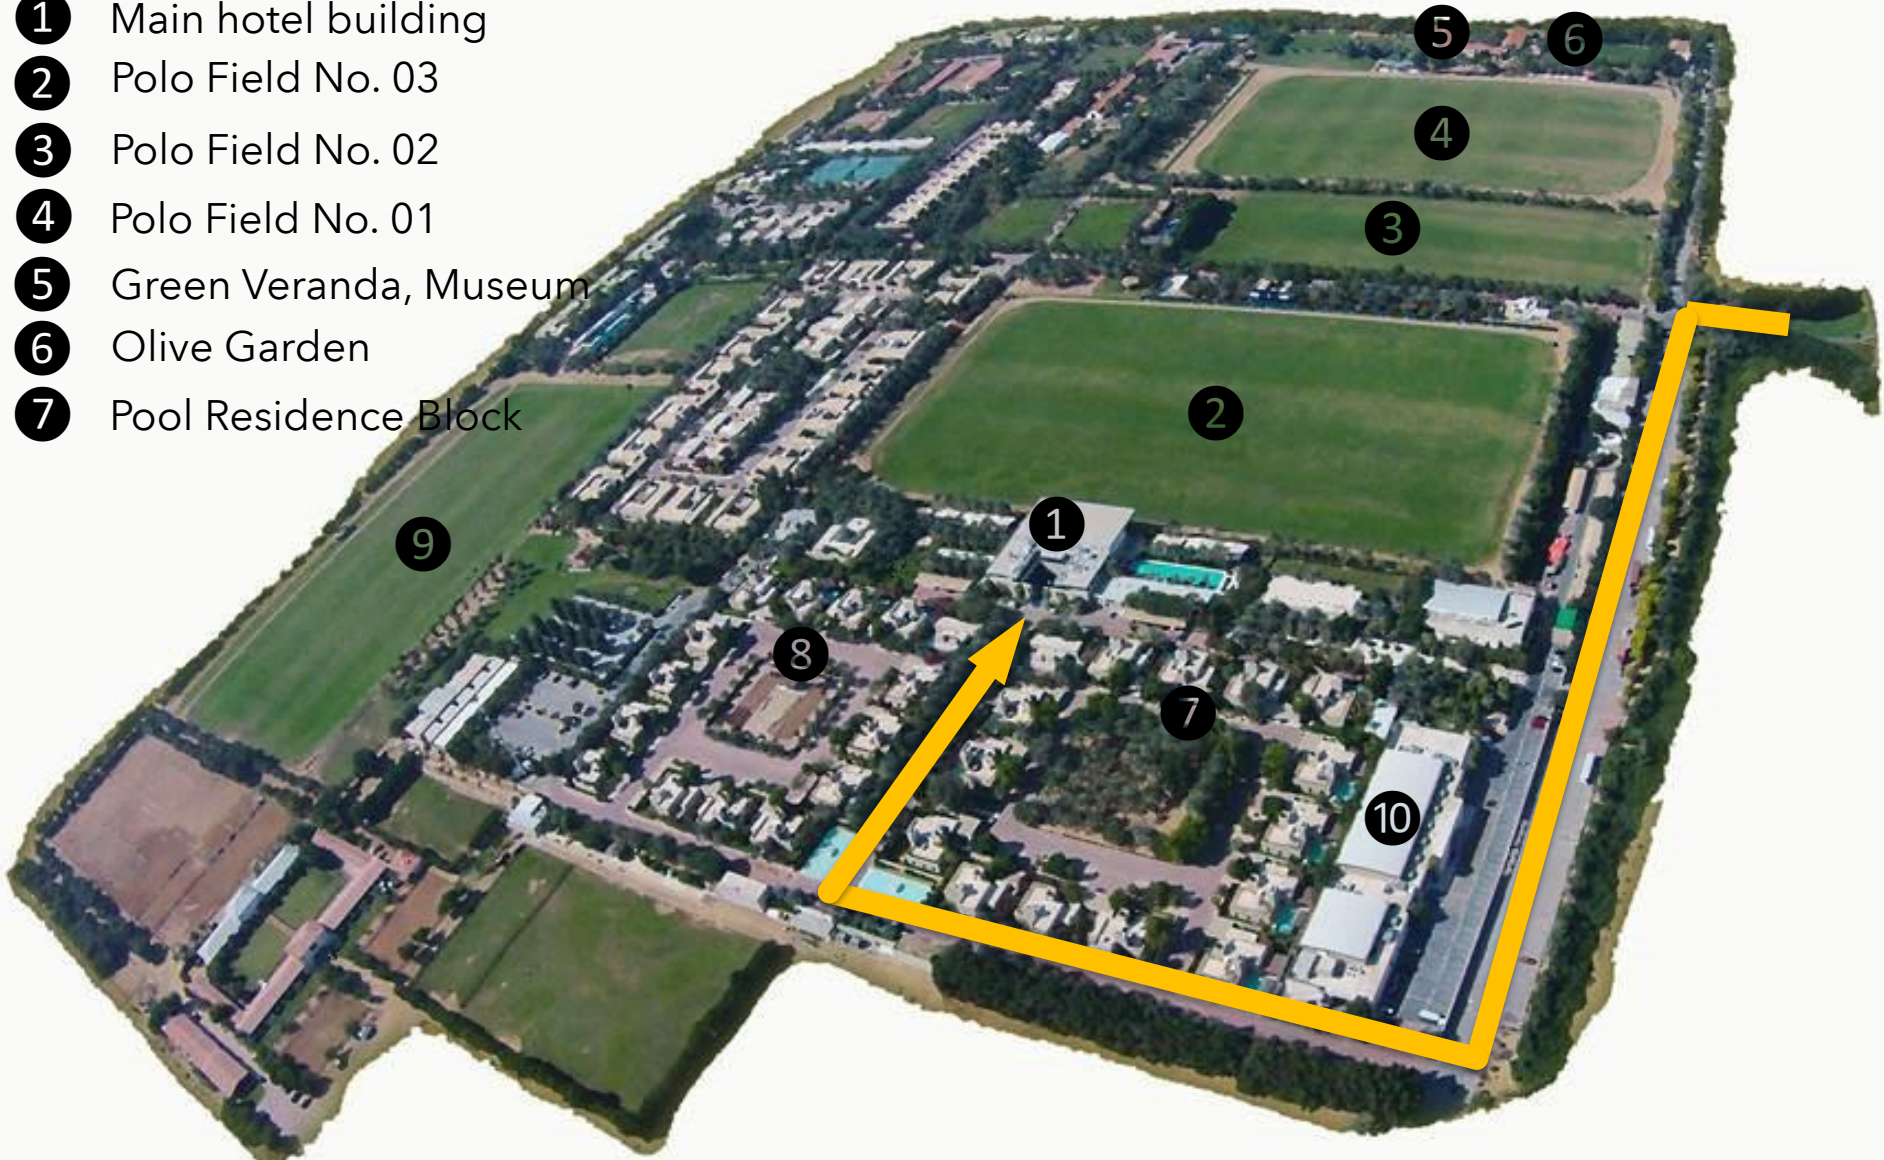 1 Main hotel building
2 Polo Field No. 03
3 Polo Field No. 02
4 Polo Field No. 01
5 Green Veranda, Museum
6 Olive Garden
7 Pool Residence Block
5
6
4
3
2
1
9
8
7
10